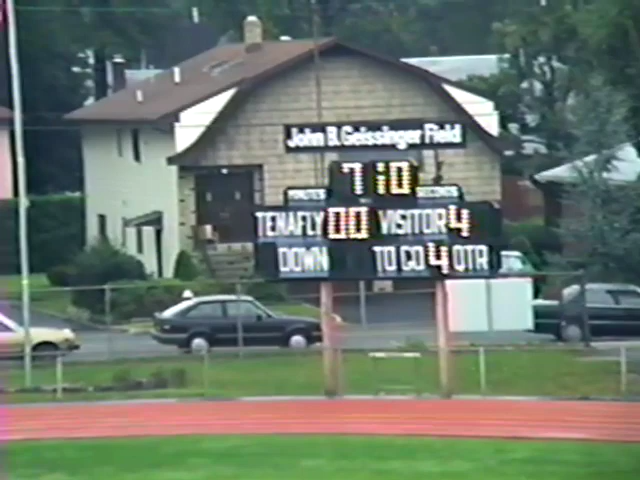 John B. Geissinger Field
7 10
MINUTES SECONDS
TENAFLY 00 VISITOR 4
DOWN TO GO 4 QTR